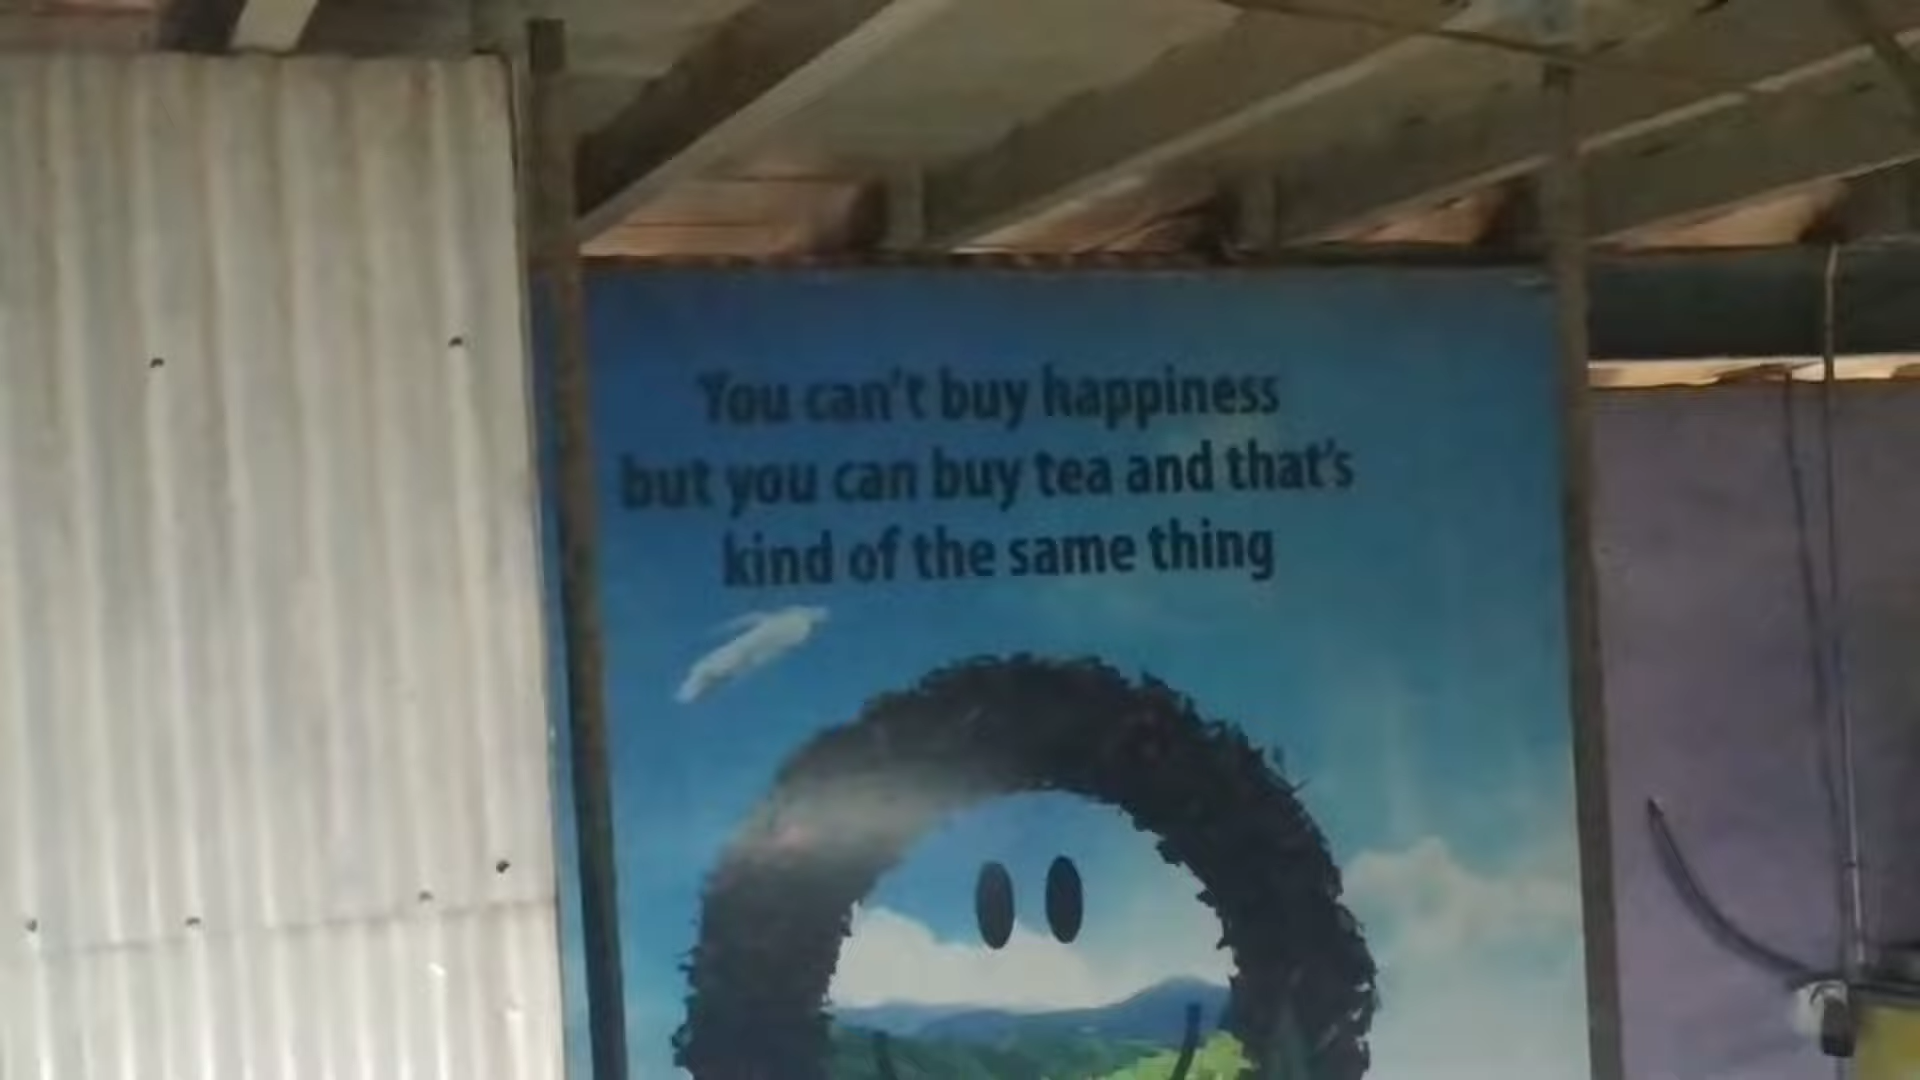 You can't buy happiness
but you can buy tea and that's
kind of the same thing